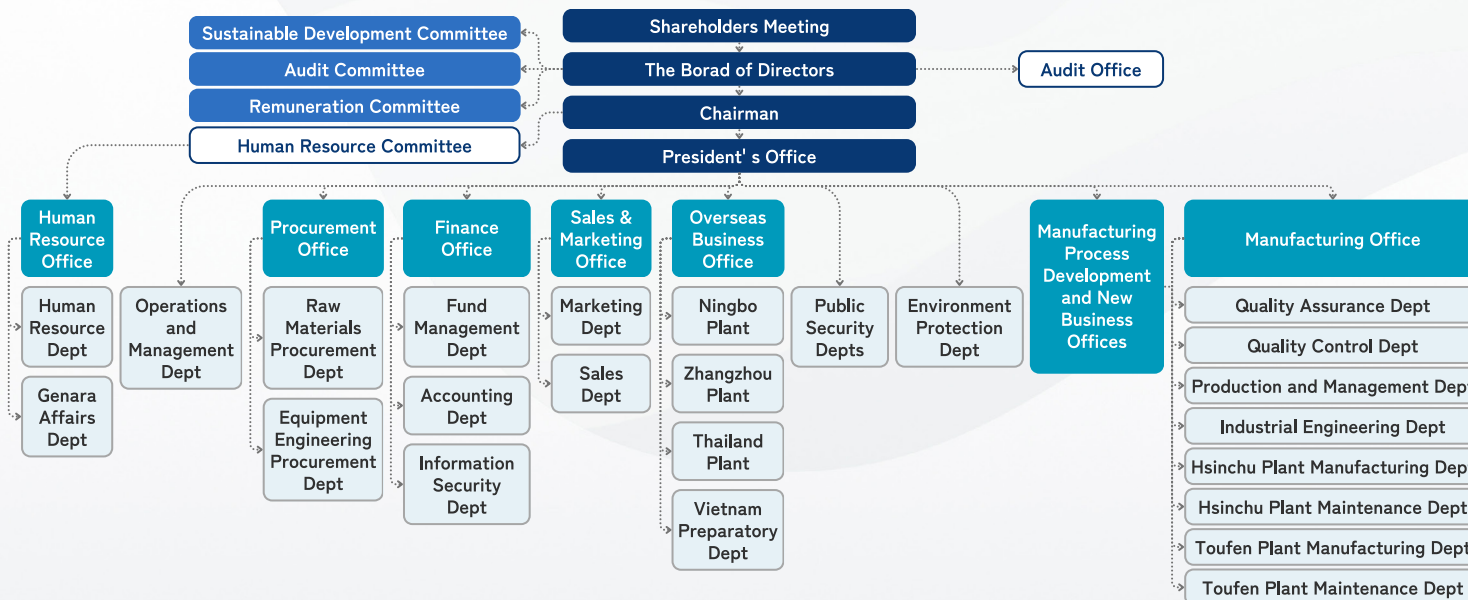 Shareholders Meeting
Sustainable Development Committee
The Borad of Directors
Audit Committee
Audit Office
Remuneration Committee
Chairman
Human Resource Committee
President' s Office
Human
Resource
Office
Procurement
Office
Finance
Office
Sales &
Marketing
Office
Overseas
Business
Office
Manufacturing
Process
Development
and New
Business
Offices
Manufacturing Office
Human
Resource
Dept
Genara
Affairs
Dept
Operations
and
Management
Dept
Raw
Materials
Procurement
Dept
Equipment
Engineering
Procurement
Dept
Fund
Management
Dept
Accounting
Dept
Information
Security
Dept
Marketing
Dept
Sales
Dept
Ningbo
Plant
Zhangzhou
Plant
Thailand
Plant
Vietnam
Preparatory
Dept
Public
Security
Depts
Environment
Protection
Dept
Quality Assurance Dept
Quality Control Dept
Production and Management Dept
Industrial Engineering Dept
Hsinchu Plant Manufacturing Dept
Hsinchu Plant Maintenance Dept
Toufen Plant Manufacturing Dept
Toufen Plant Maintenance Dept